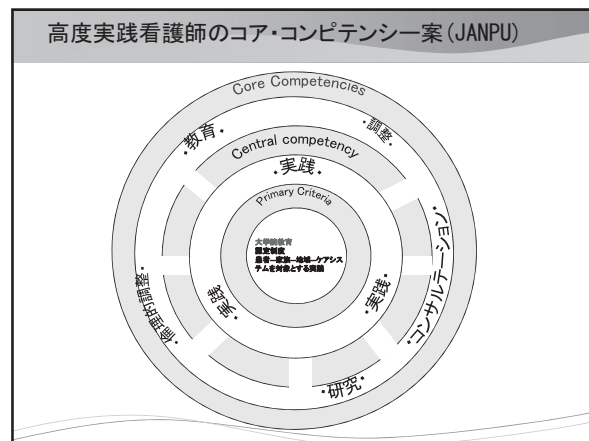 高度実践看護師のコア・コンピテンシー案(JANPU)
Core Competencies
・教育・
・調整・
Central competency
・実践・
Primary Criteria
大学院教育
認定制度
患者―家族―地域―ケアシス
テムを対象とする実践
・実践・
・実践・
・倫理的調整・
・コンサルテーション・
・研究・